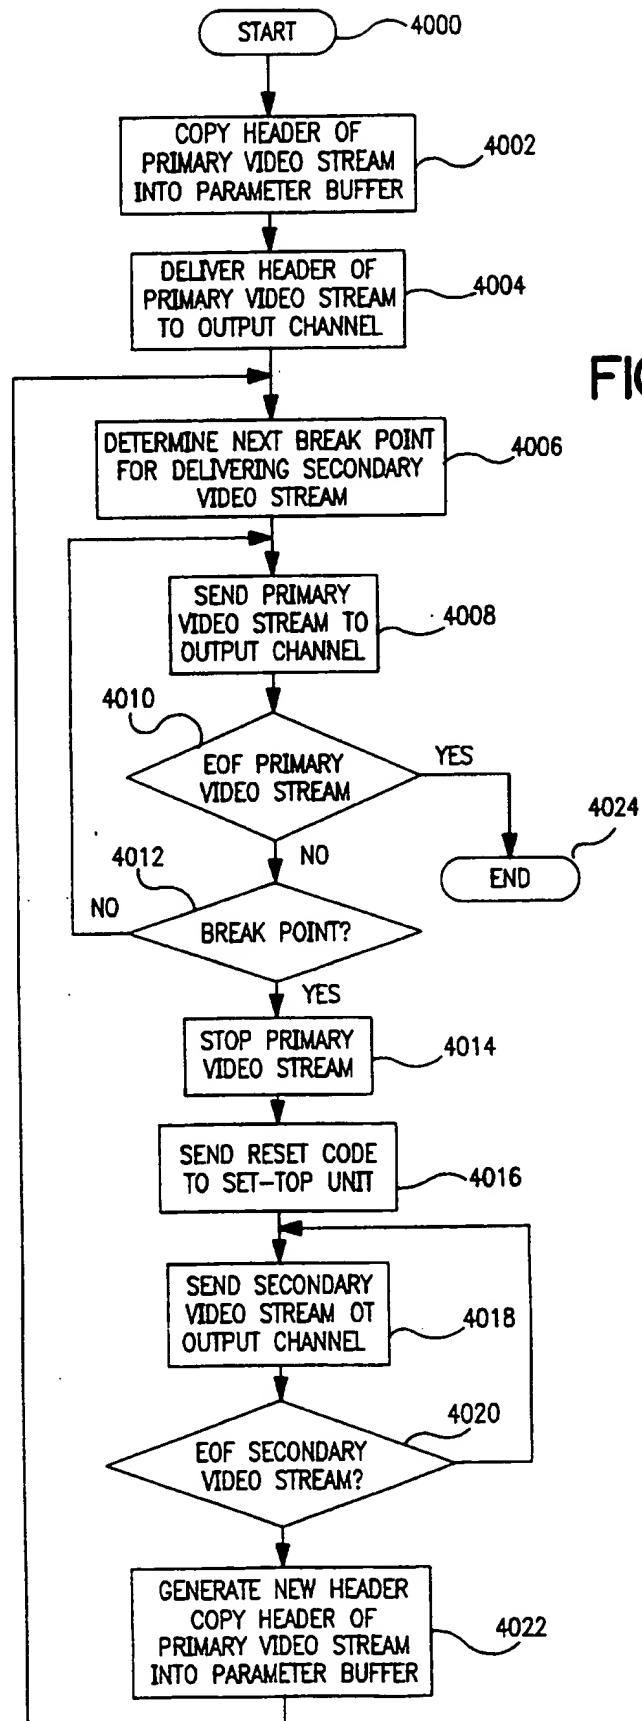 START
4000
COPY HEADER OF
PRIMARY VIDEO STREAM
INTO PARAMETER BUFFER
4002
DELIVER HEADER OF
PRIMARY VIDEO STREAM
TO OUTPUT CHANNEL
4004
FIG
DETERMINE NEXT BREAK POINT
FOR DELIVERING SECONDARY
VIDEO STREAM
4006
SEND PRIMARY
VIDEO STREAM TO
OUTPUT CHANNEL
4008
4010
EOF PRIMARY
VIDEO STREAM
YES
4024
END
NO
4012
NO
BREAK POINT?
YES
STOP PRIMARY
VIDEO STREAM
4014
SEND RESET CODE
TO SET-TOP UNIT
4016
SEND SECONDARY
VIDEO STREAM OT
OUTPUT CHANNEL
4018
4020
EOF SECONDARY
VIDEO STREAM?
GENERATE NEW HEADER
COPY HEADER OF
PRIMARY VIDEO STREAM
INTO PARAMETER BUFFER
4022